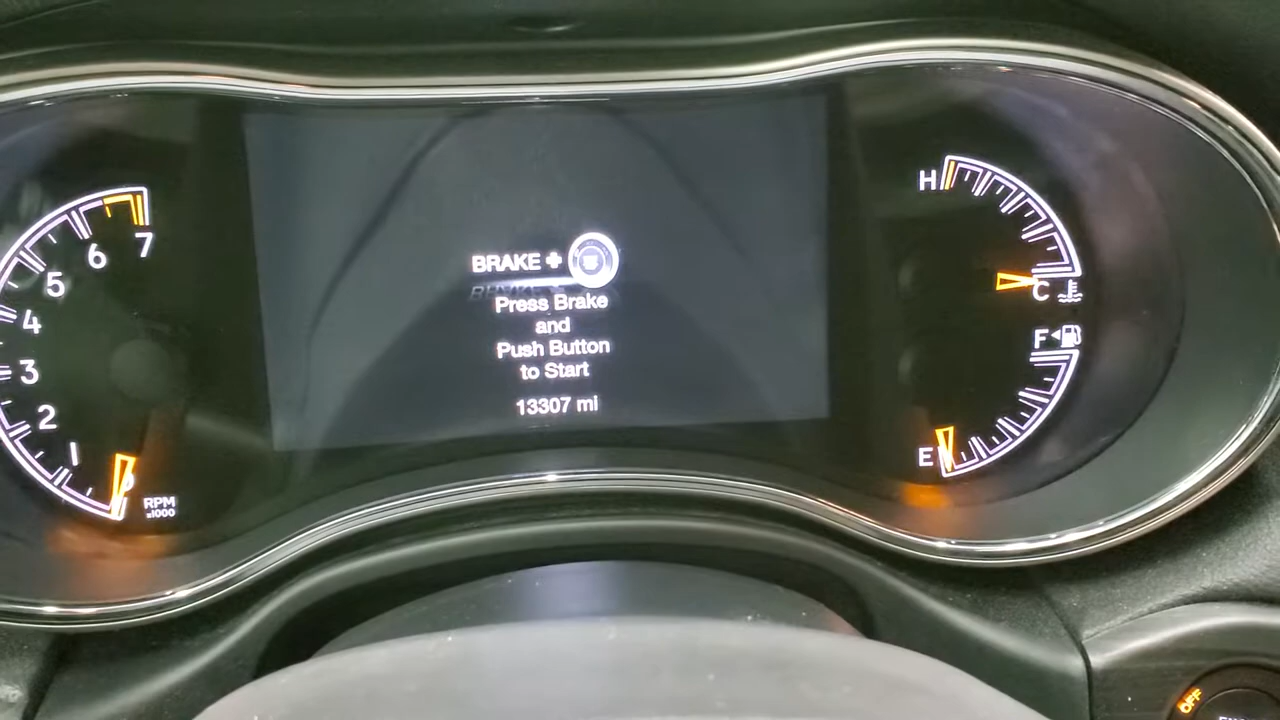 7
6
5
4
3
2
1
RPM
x1000
BRAKE +
Press Brake
and
Push Button
to Start
13307 mi
H
C
F
E
OFF